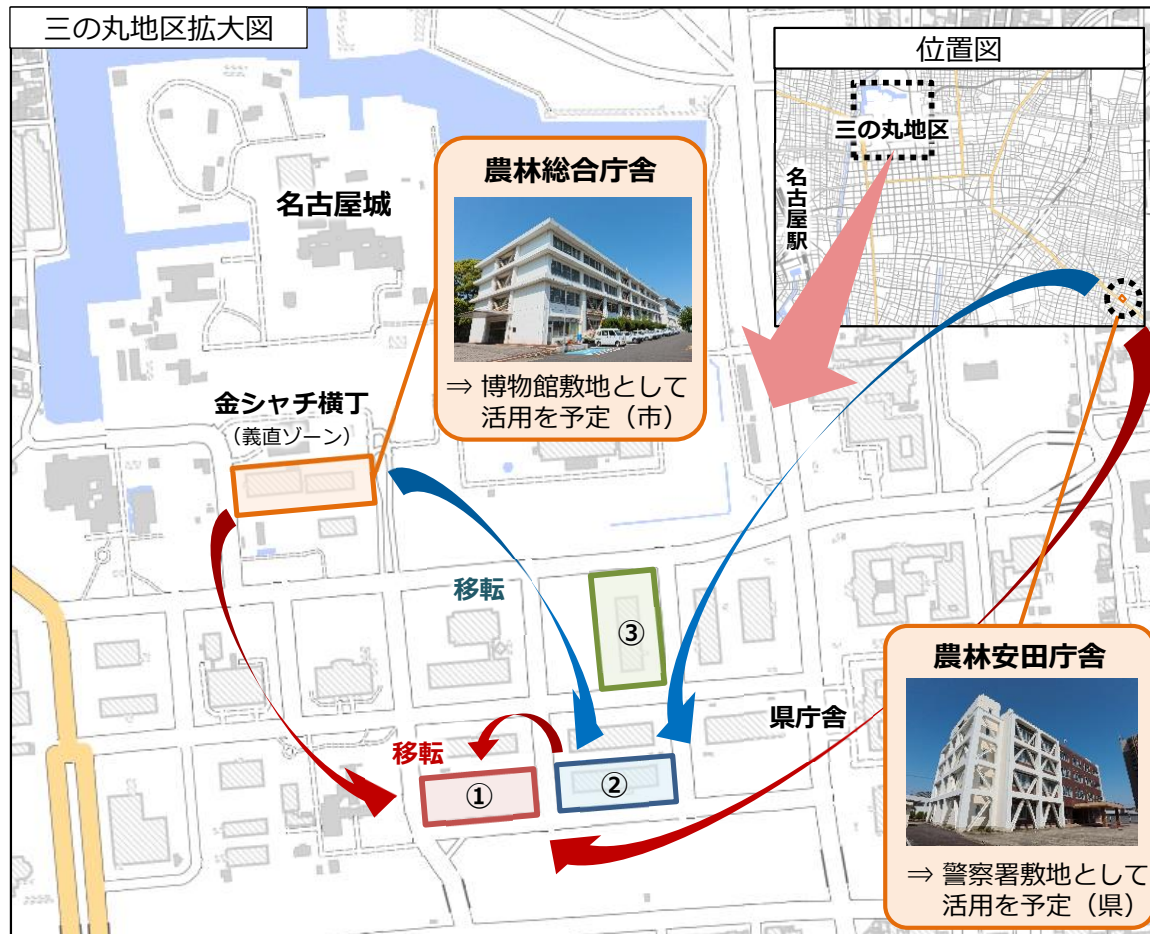 三の丸地区拡大図
位置図
三の丸地区
名古屋駅
農林総合庁舎
⇒ 博物館敷地として
活用を予定（市）
名古屋城
金シャチ横丁
（義直ゾーン）
移転
③
県庁舎
移転
①
②
農林安田庁舎
⇒ 警察署敷地として
活用を予定（県）